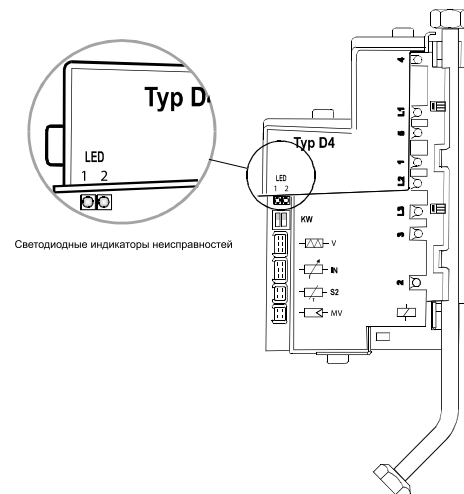 Typ D
LED
1 2
Светодиодные индикаторы неисправностей
Typ D4
LED
1 2
KW
V
IN
S2
MV
4
L1
5
1
L2
L3
3
2